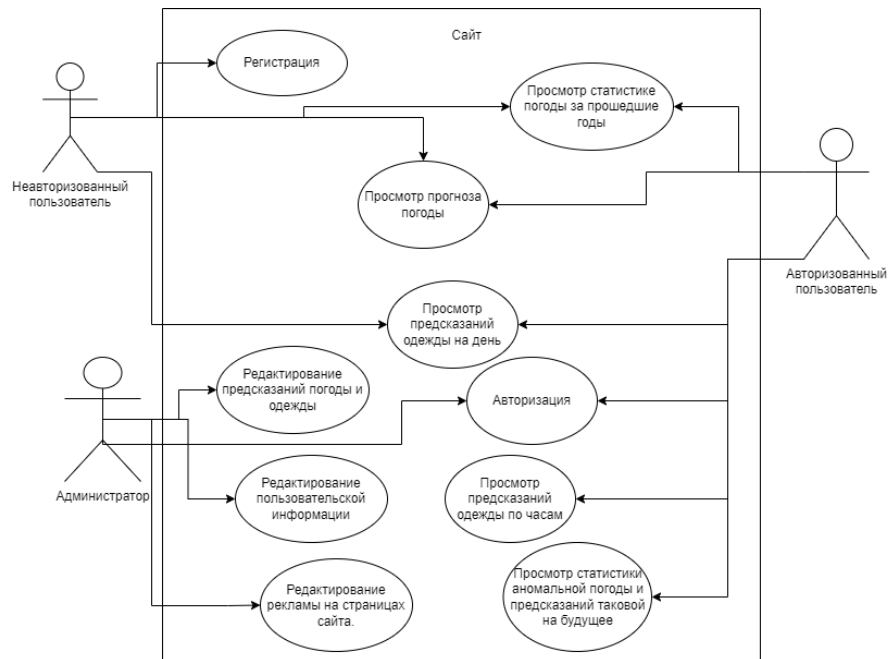 Сайт
Регистрация
Просмотр статистике
погоды за прошедшие
годы
Неавторизованный
пользователь
Просмотр прогноза
погоды
Авторизованный
пользователь
Просмотр
предсказаний
одежды на день
Редактирование
предсказаний погоды и
одежды
Авторизация
Администратор
Редактирование
пользовательской
информации
Просмотр
предсказаний
одежды по часам
Редактирование
рекламы на страницах
сайта.
Просмотр статистики
аномальной погоды и
предсказаний таковой
на будущее